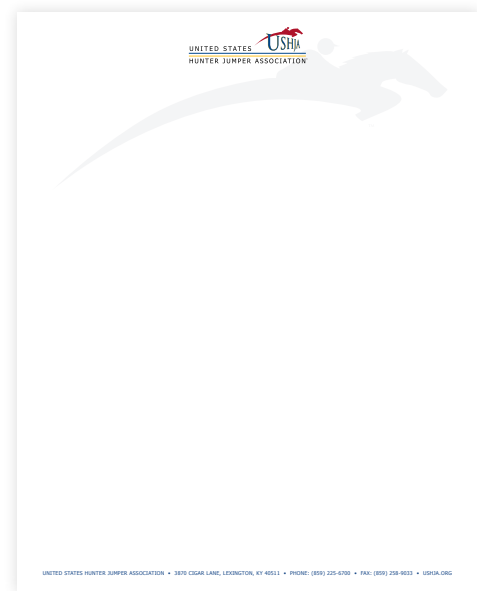 UNITED STATES USHJA
HUNTER JUMPER ASSOCIATION
UNITED STATES HUNTER JUMPER ASSOCIATION • 3870 CIGAR LANE, LEXINGTON, KY 40511 • PHONE: (859) 225-6700 • FAX: (859) 258-9033 • USHJA.ORG